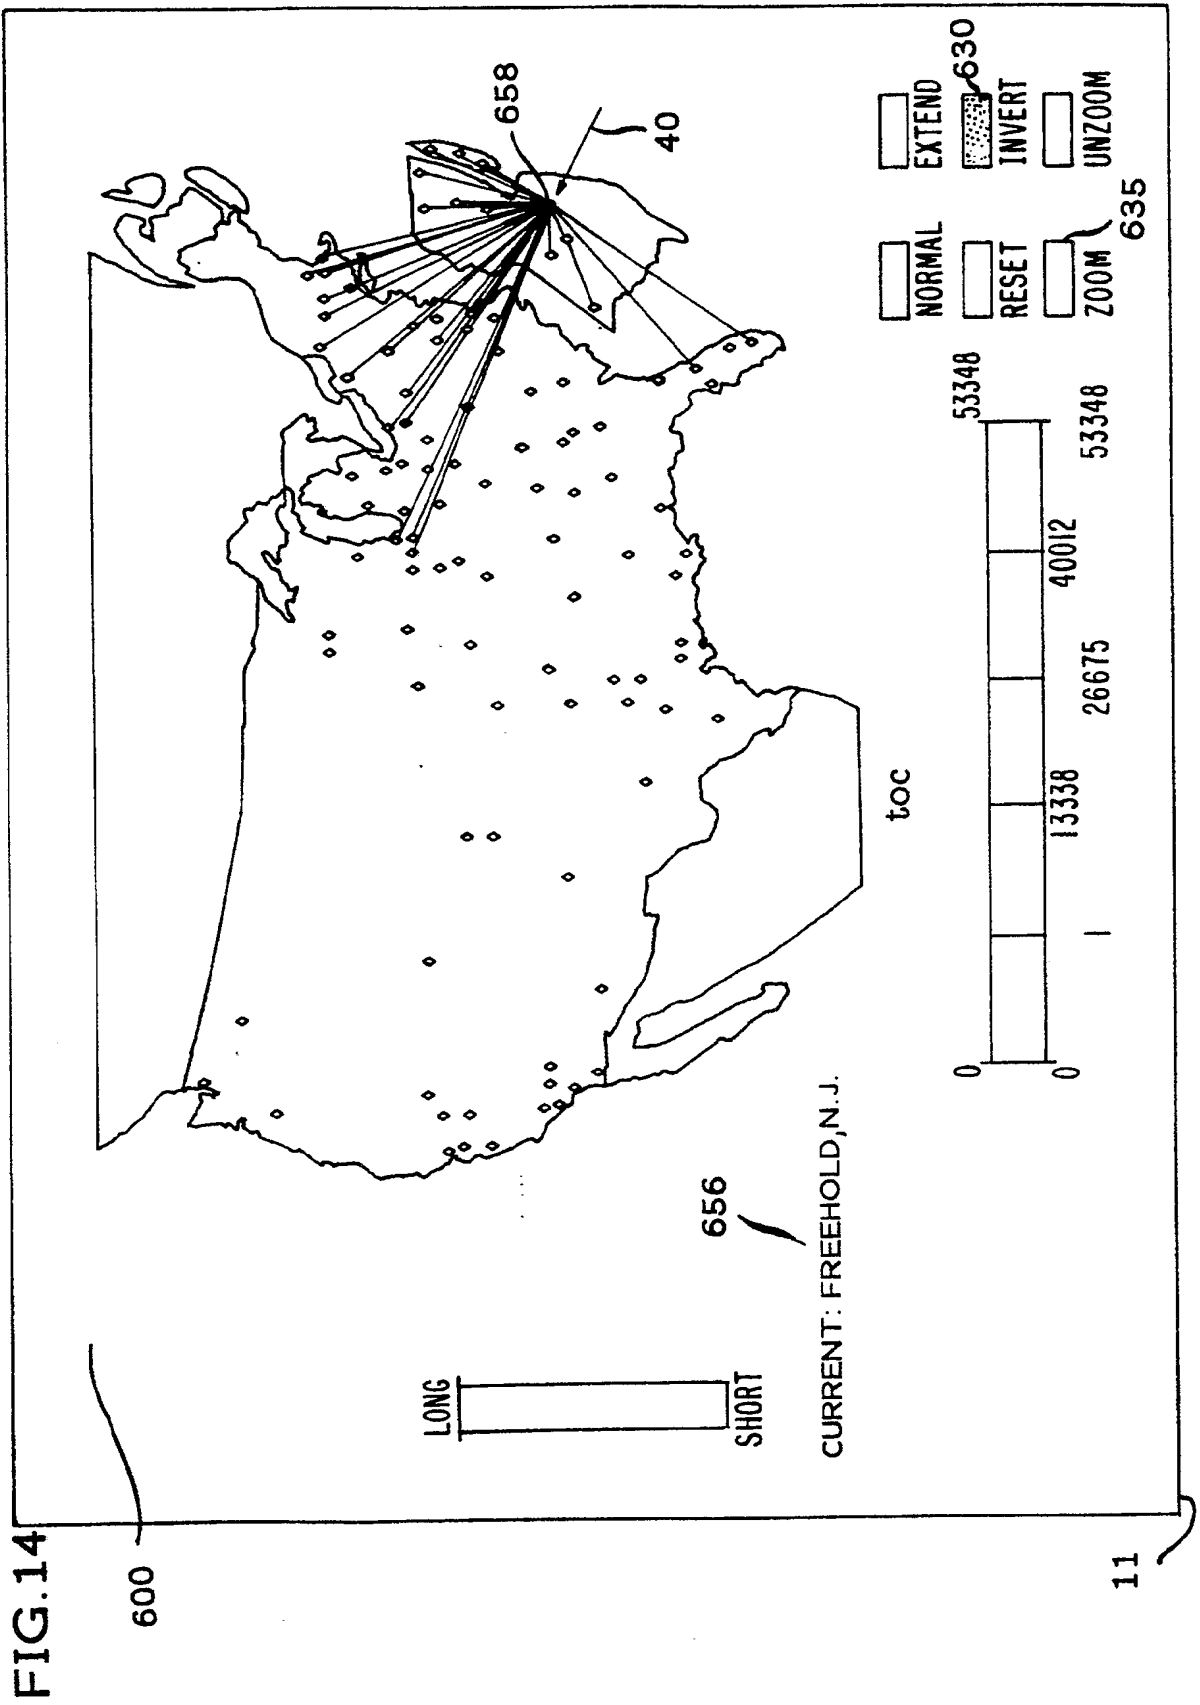 FIG.14
600
11
LONG
SHORT
656
CURRENT: FREEHOLD,N.J.
658
40
toc
0
53348
0
1
13338
26675
40012
53348
NORMAL
EXTEND
630
RESET
INVERT
ZOOM
UNZOOM
635